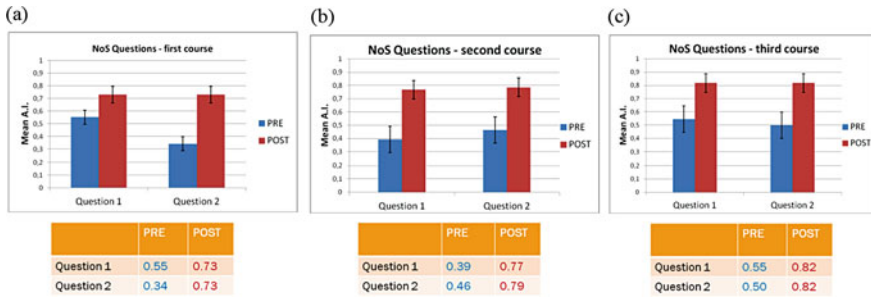 (a)
NoS Questions - first course
Mean A.I.
1
0,9
0,8
0,7
0,6
0,5
0,4
0,3
0,2
0,1
0
Question 1 Question 2
PRE
POST
PRE POST
Question 1 0.55 0.73
Question 2 0.34 0.73
(b)
NoS Questions - second course
Mean A.I.
1
0,9
0,8
0,7
0,6
0,5
0,4
0,3
0,2
0,1
0
Question 1 Question 2
PRE
POST
PRE POST
Question 1 0.39 0.77
Question 2 0.46 0.79
(c)
NoS Questions - third course
Mean A.I.
1
0,9
0,8
0,7
0,6
0,5
0,4
0,3
0,2
0,1
0
Question 1 Question 2
PRE
POST
PRE POST
Question 1 0.55 0.82
Question 2 0.50 0.82